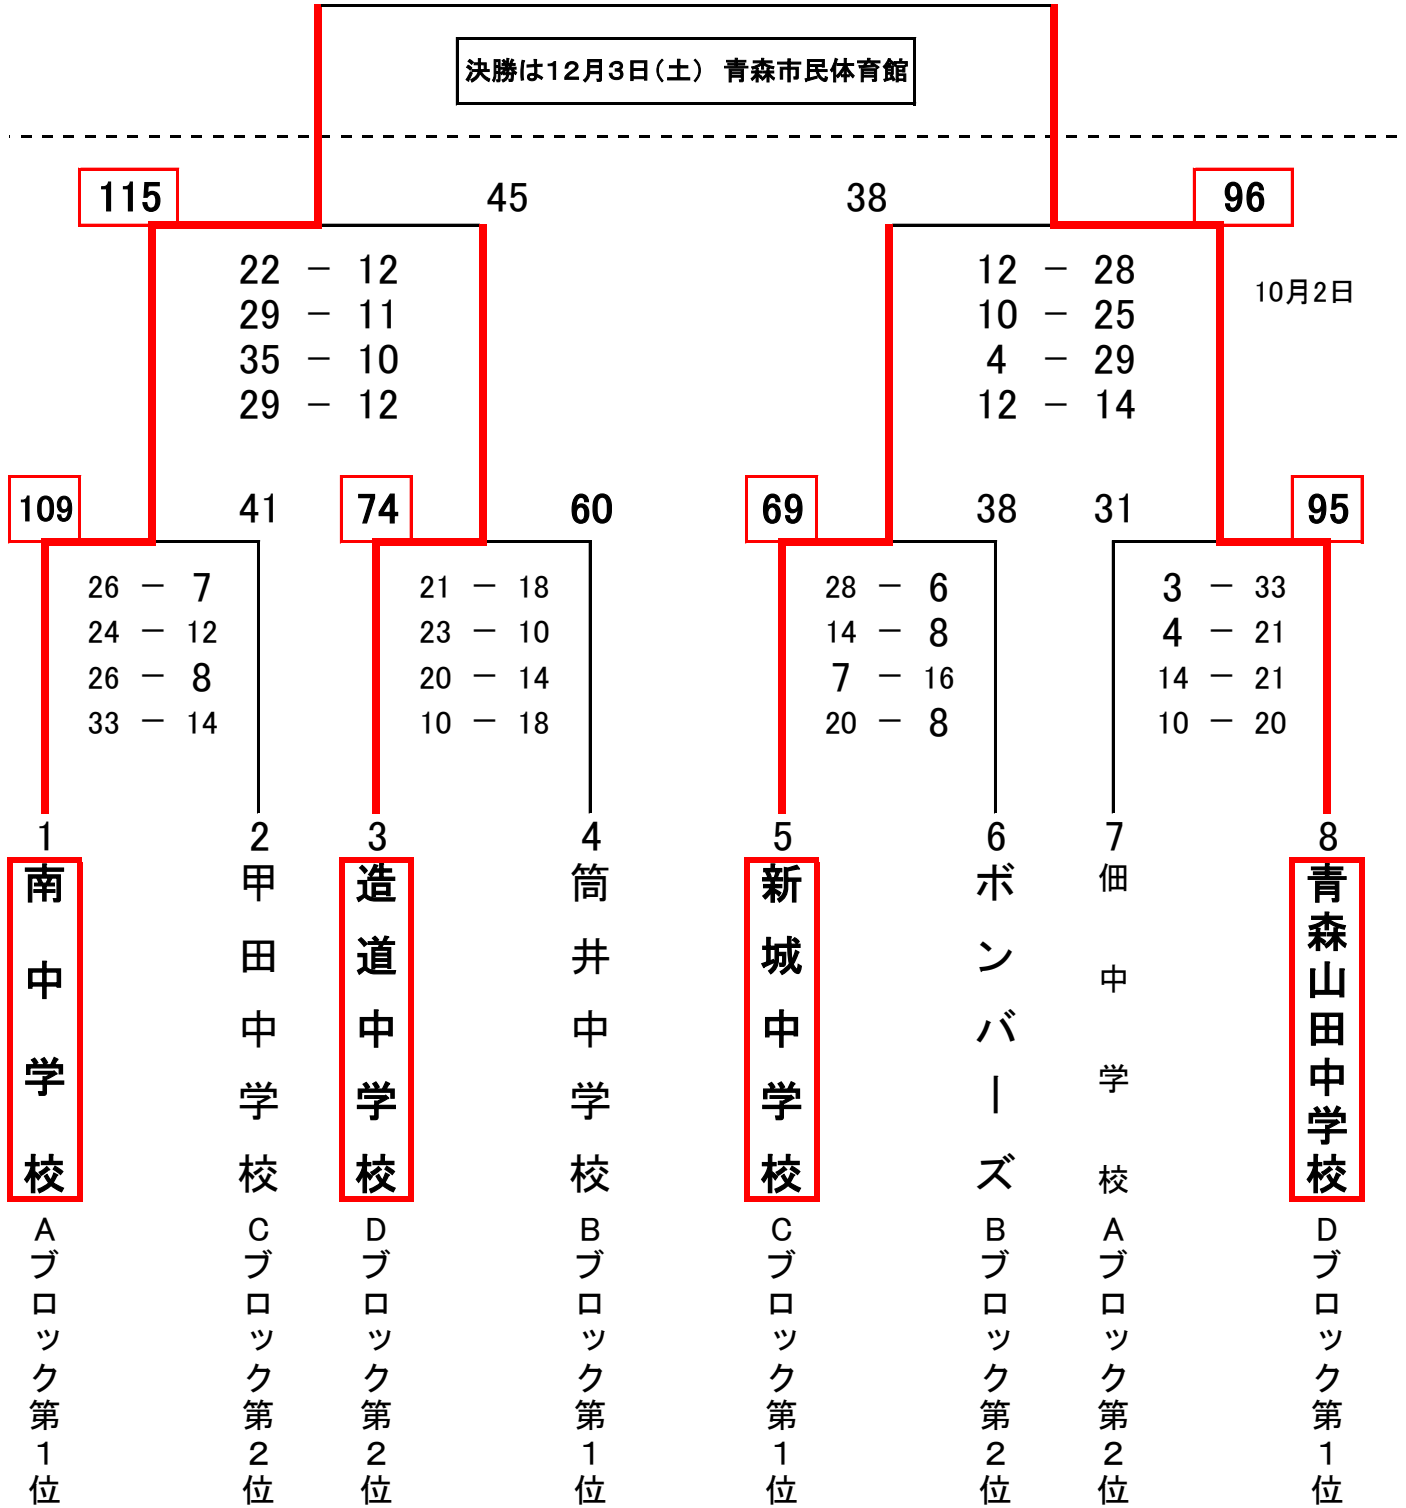 決勝は12月3日(土) 青森市民体育館
115 45 38 96
22 － 12 12 － 28
10月2日
29 － 11 10 － 25
35 － 10 4 － 29
29 － 12 12 － 14
109 41 74 60 69 38 31 95
26 － 7 21 － 18 28 － 6 3 － 33
24 － 12 23 － 10 14 － 8 4 － 21
26 － 8 20 － 14 7 － 16 14 － 21
33 － 14 10 － 18 20 － 8 10 － 20
1 2 3 4 5 6 7 8
南中学校
甲田中学校
造道中学校
筒井中学校
新城中学校
ボンバーズ
佃中学校
青森山田中学校
Aブロック第1位
Cブロック第2位
Dブロック第2位
Bブロック第1位
Cブロック第1位
Bブロック第2位
Aブロック第2位
Dブロック第1位